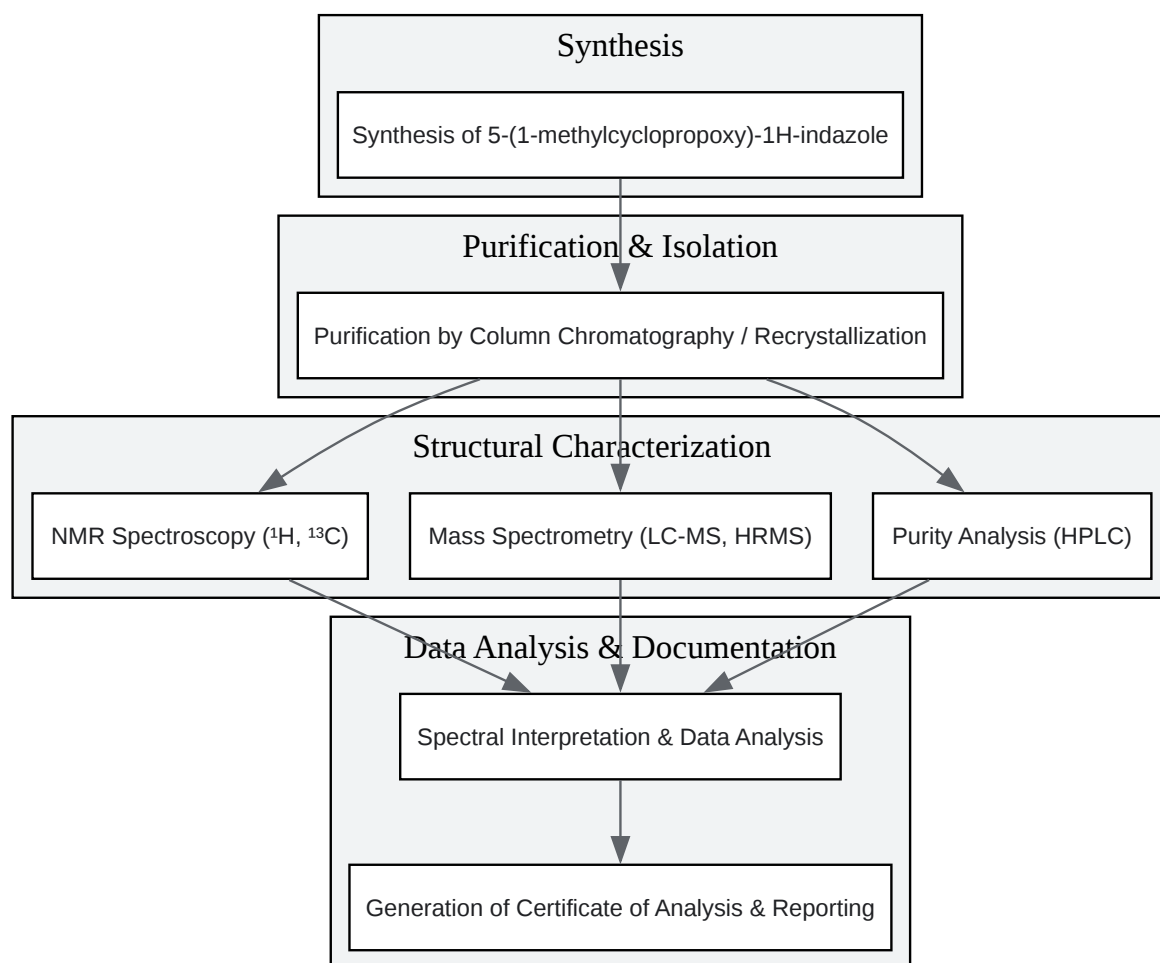 Synthesis
Synthesis of 5-(1-methylcyclopropoxy)-1H-indazole
Purification & Isolation
Purification by Column Chromatography / Recrystallization
Structural Characterization
NMR Spectroscopy (¹H, ¹³C)
Mass Spectrometry (LC-MS, HRMS)
Purity Analysis (HPLC)
Data Analysis & Documentation
Spectral Interpretation & Data Analysis
Generation of Certificate of Analysis & Reporting